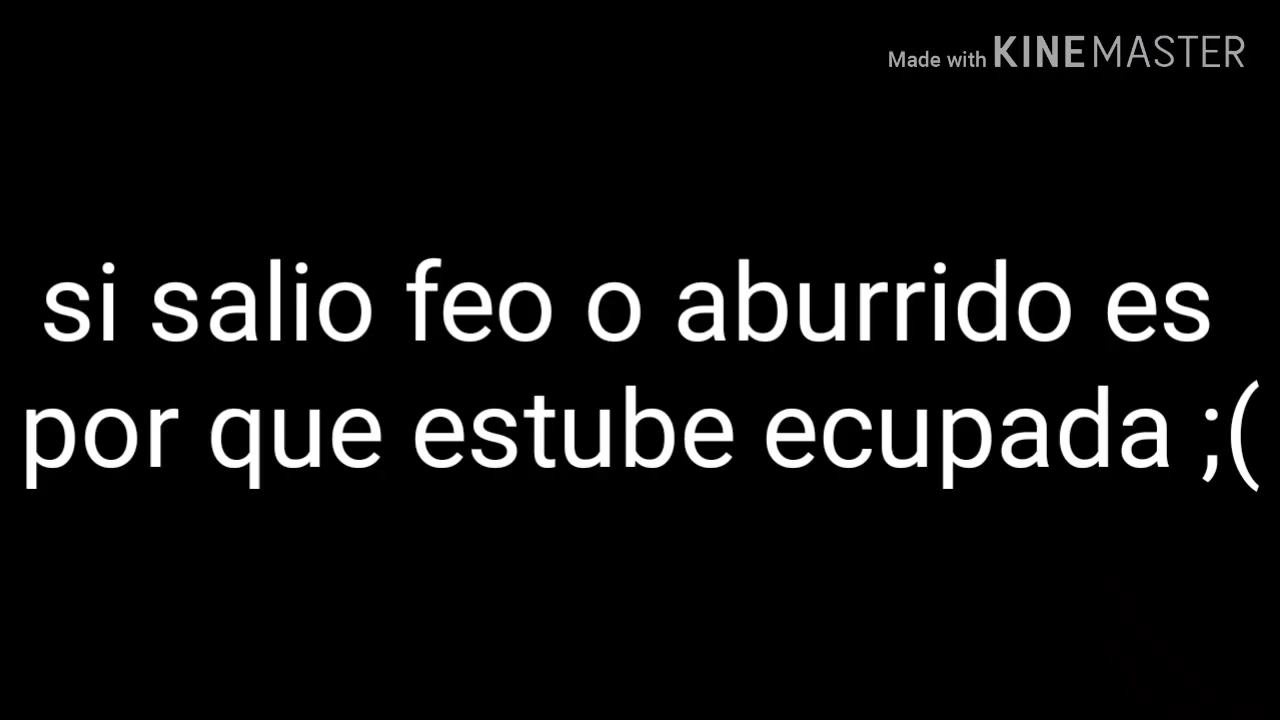 Made with KINEMASTER
si salio feo o aburrido es
por que estube ecupada ;(